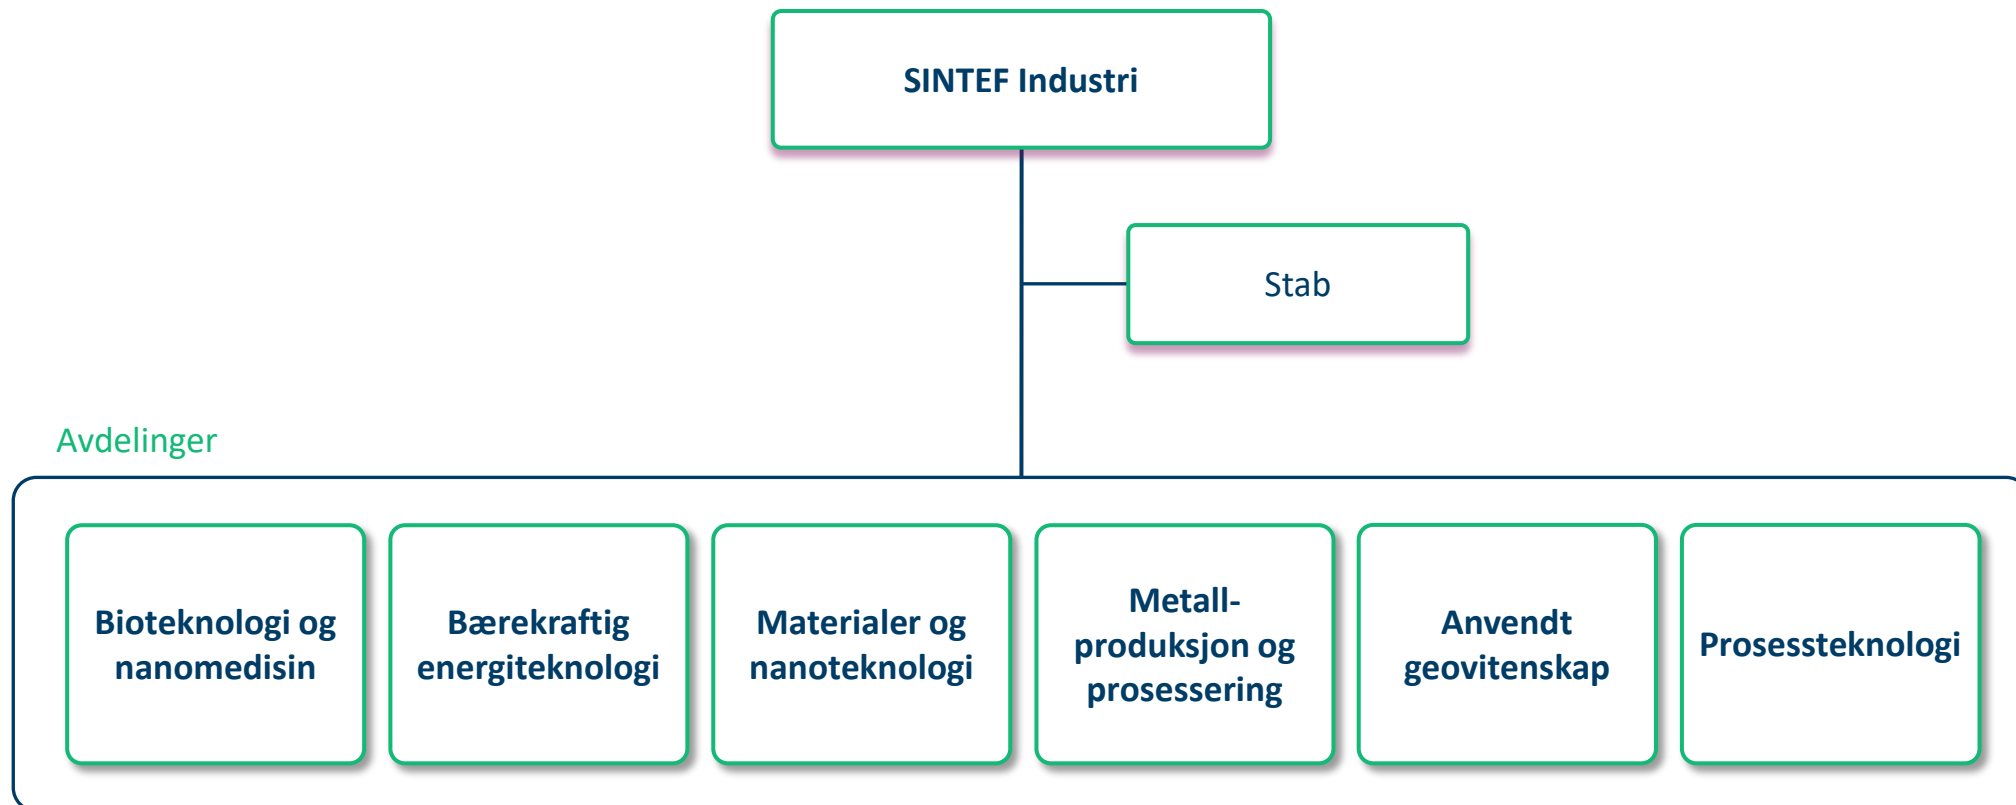 SINTEF Industri
Stab
Avdelinger
Bioteknologi og
nanomedisin
Bærekraftig
energiteknologi
Materialer og
nanoteknologi
Metall-
produksjon og
prosessering
Anvendt
geovitenskap
Prosessteknologi